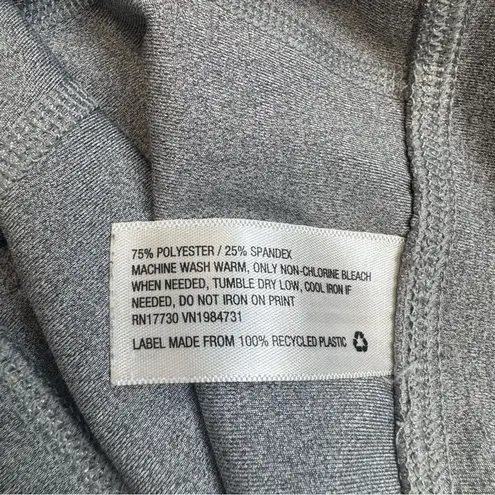 75% POLYESTER / 25% SPANDEX
MACHINE WASH WARM, ONLY NON-CHLORINE BLEACH
WHEN NEEDED, TUMBLE DRY LOW, COOL IRON IF
NEEDED, DO NOT IRON ON PRINT
RN17730 VN1984731
LABEL MADE FROM 100% RECYCLED PLASTIC